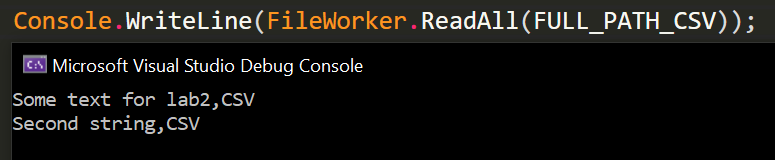 Console.WriteLine(FileWorker.ReadAll(FULL_PATH_CSV));
C:\ Microsoft Visual Studio Debug Console
Some text for lab2,CSV
Second string,CSV